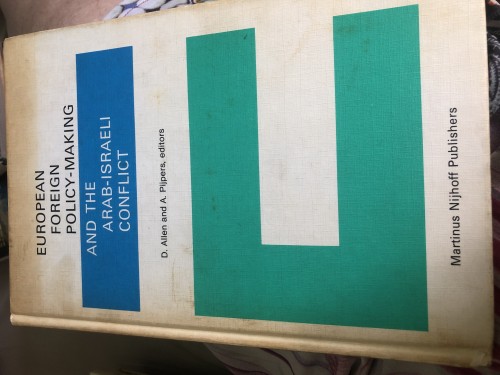 EUROPEAN
FOREIGN
POLICY-MAKING
AND THE
ARAB-ISRAELI
CONFLICT
D. Allen and A. Pijpers, editors
Martinus Nijhoff Publishers